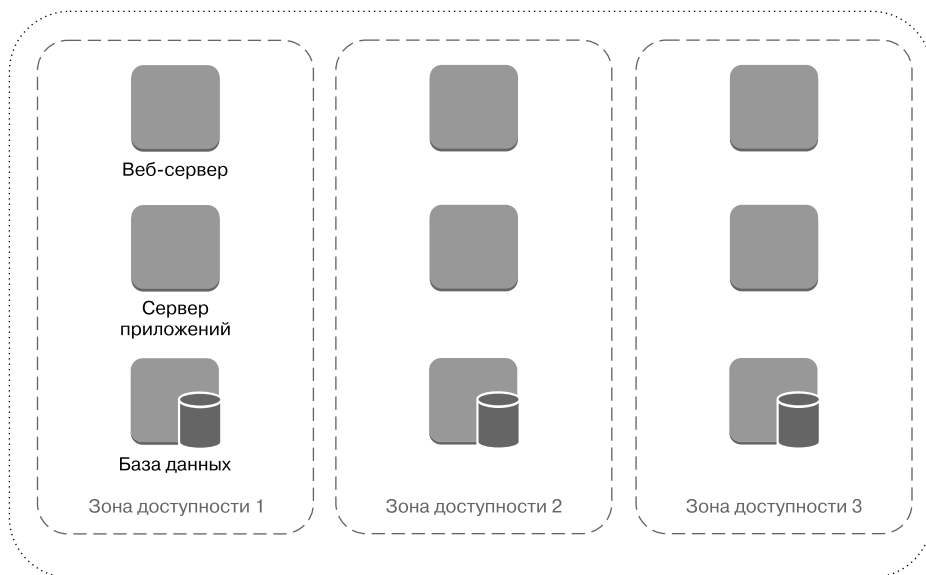 Веб-сервер
Сервер
приложений
База данных
Зона доступности 1
Зона доступности 2
Зона доступности 3